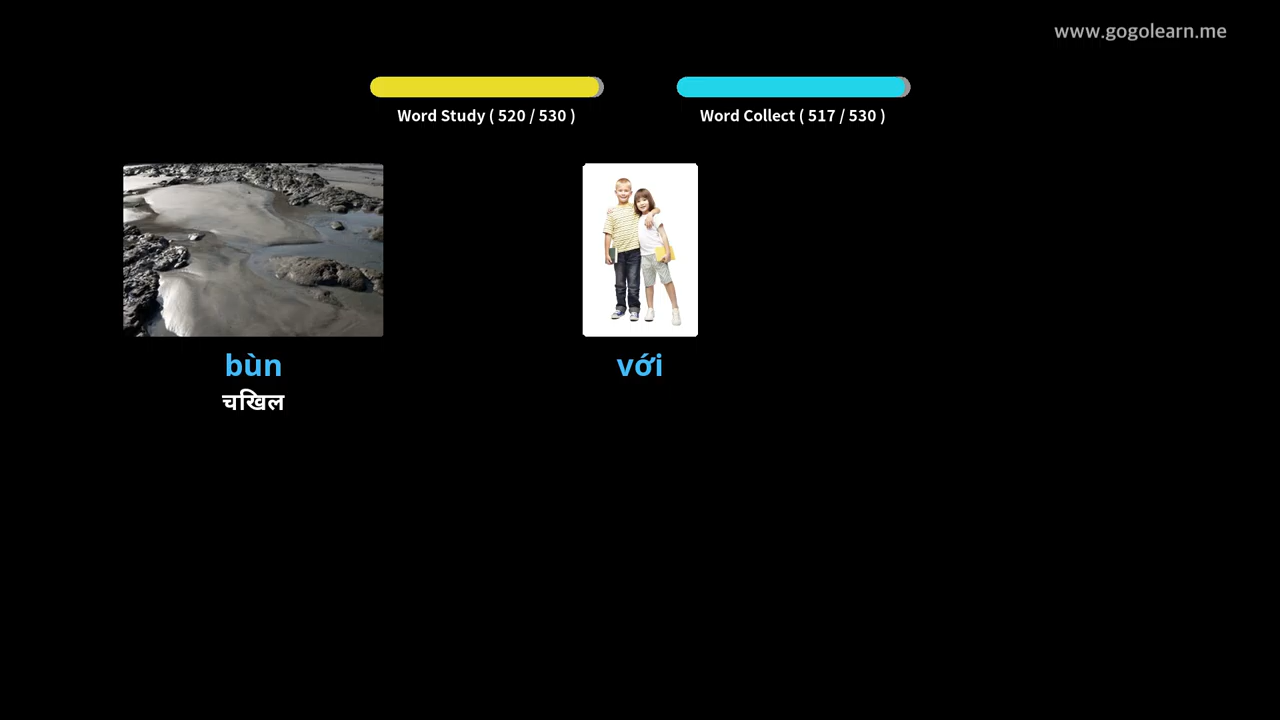 www.gogolearn.me
Word Study ( 520 / 530 )
Word Collect ( 517 / 530 )
bùn
với
चखिल